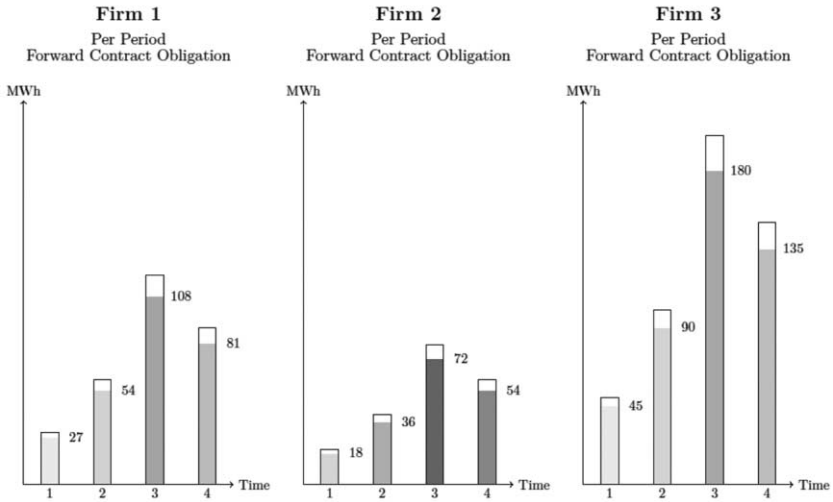 Firm 1
Per Period
Forward Contract Obligation
MWh
108
81
54
27
1 2 3 4 Time
Firm 2
Per Period
Forward Contract Obligation
MWh
72
54
36
18
1 2 3 4 Time
Firm 3
Per Period
Forward Contract Obligation
MWh
180
135
90
45
1 2 3 4 Time